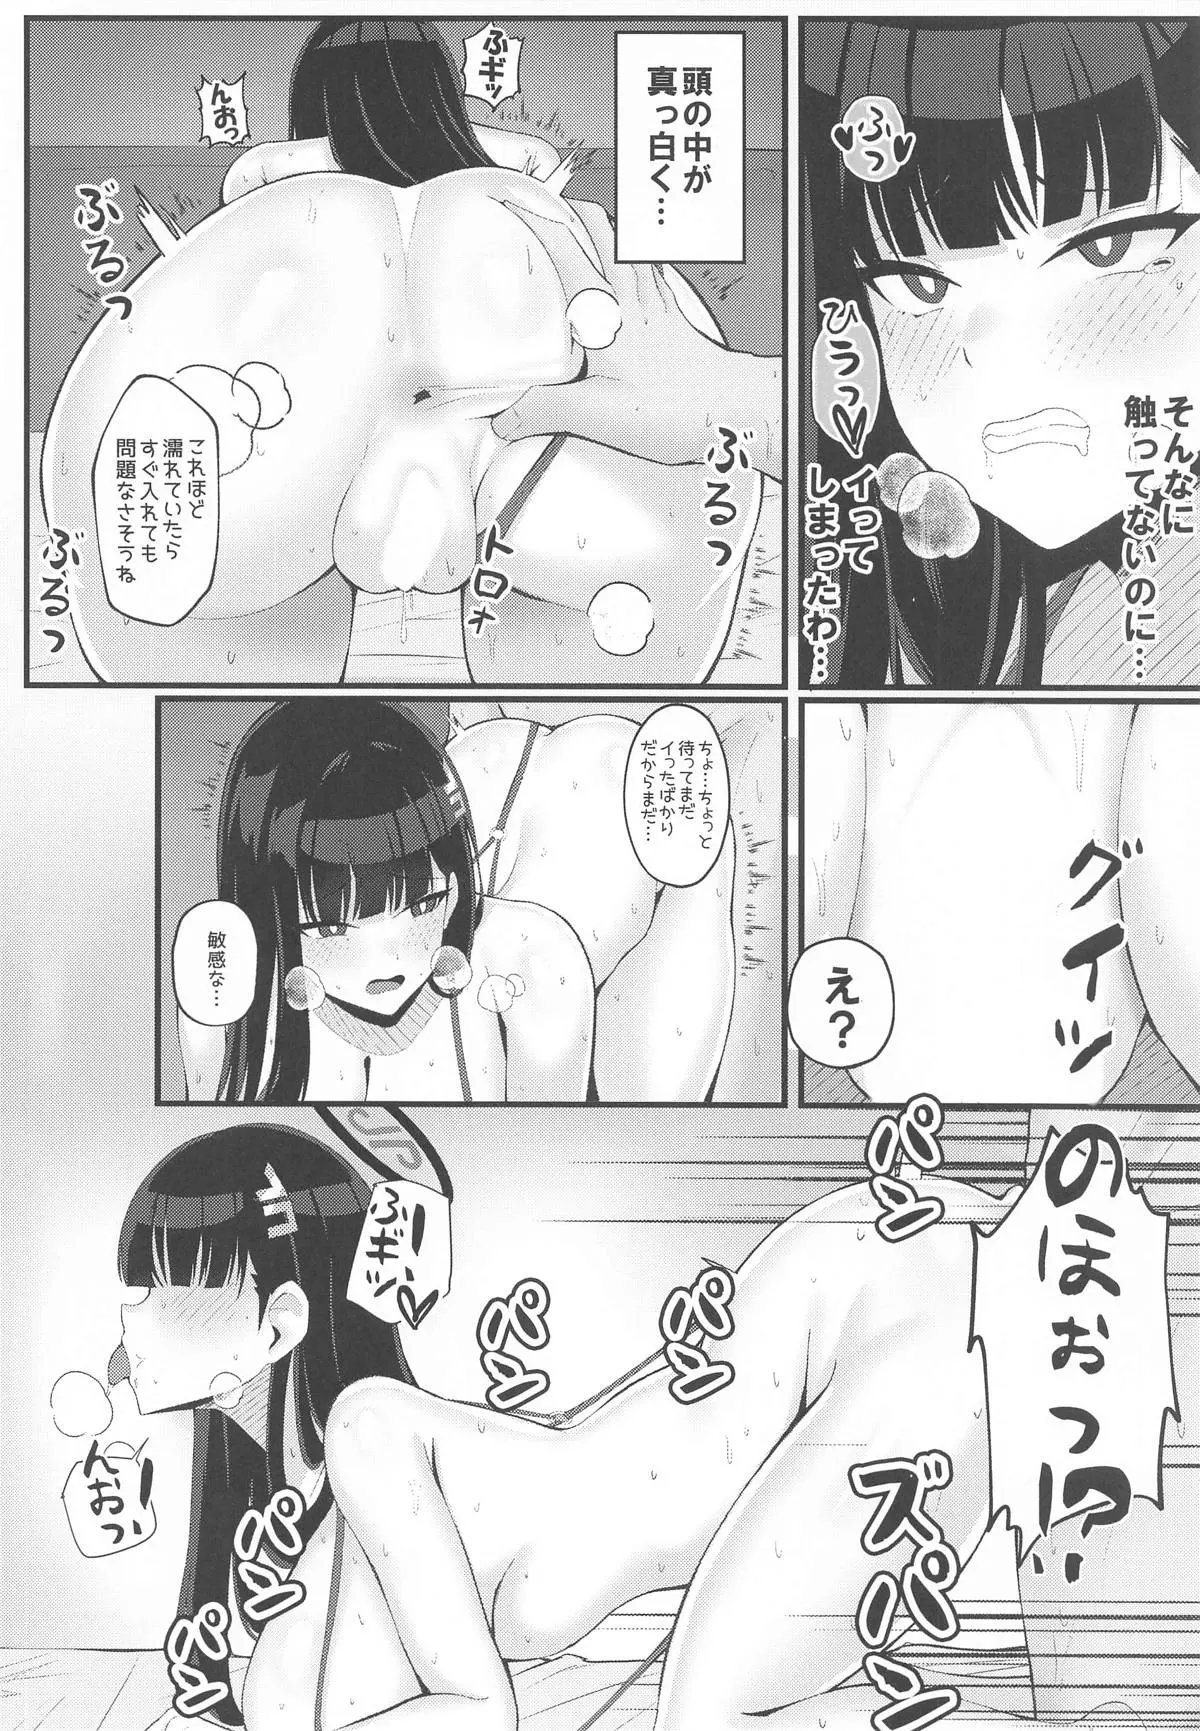 ふっ
ひうっ
そんなに
触ってないのに…
イって
しまったわ…
頭の中が
真っ白く…
ふギッ
んおっ
ぶるっ
ぶるっ
ぶるっ
トロォ
これほど
濡れていたら
すぐ入れても
問題なさそうね
グイッ
え?
ちょ…ちょっと
待ってまだ
イったばかり
だからまだ…
敏感な…
のほぉっ!?
パン
パン
パン
パン
パン
ズパン
ふギーッ
んおーっ